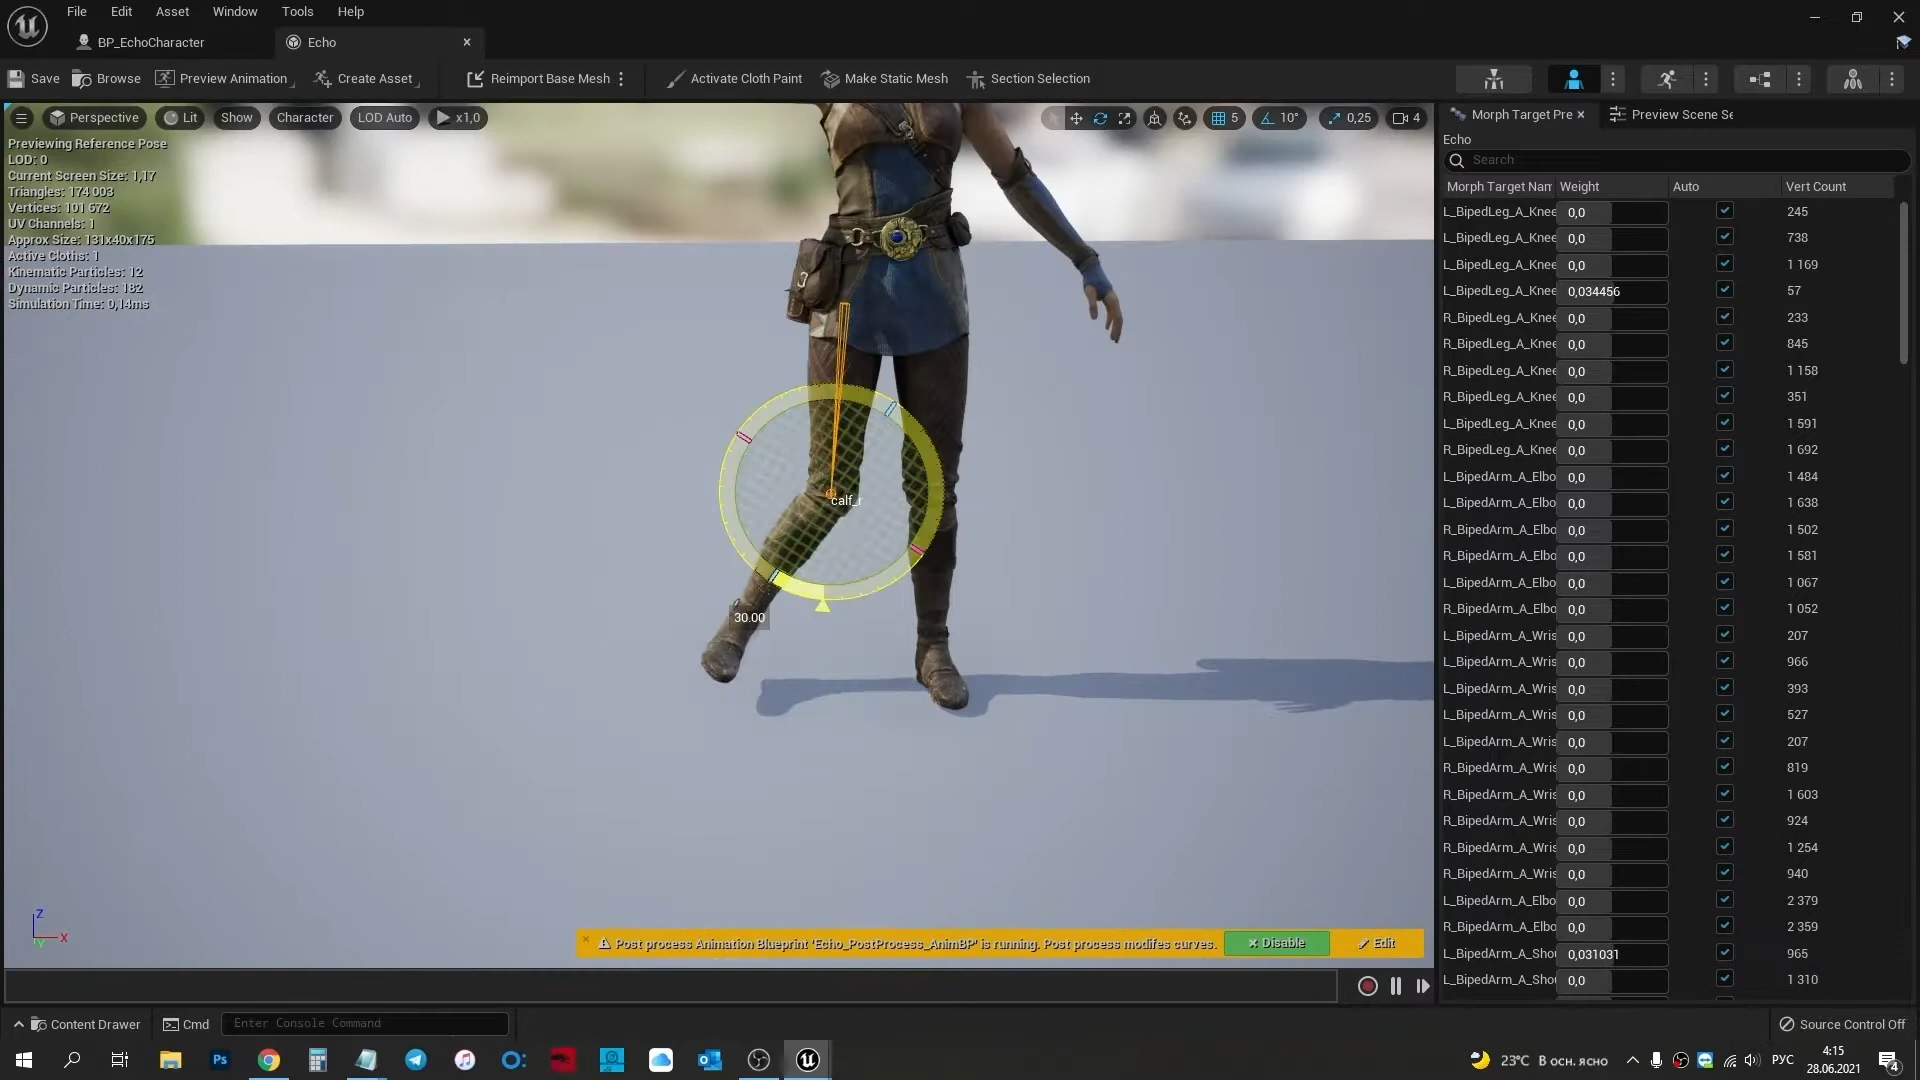 File Edit Asset Window Tools Help
BP_EchoCharacter
Echo
Save Browse Preview Animation Create Asset Reimport Base Mesh Activate Cloth Paint Make Static Mesh Section Selection
Perspective Lit Show Character LOD Auto x1,0
5 10° 0,25 4
Previewing Reference Pose
LOD: 0
Current Screen Size: 1,17
Triangles: 174 003
Vertices: 101 672
UV Channels: 1
Approx Size: 131x40x175
Active Cloths: 1
Kinematic Particles: 12
Dynamic Particles: 182
Simulation Time: 0,14ms
calf_r
30.00
Z
X
Y
Post process Animation Blueprint 'Echo_PostProcess_AnimBP' is running. Post process modifes curves. Disable Edit
Morph Target Pre Preview Scene Se
Echo
Search
Morph Target Nam Weight Auto Vert Count
L_BipedLeg_A_Knee 0,0 245
L_BipedLeg_A_Knee 0,0 738
L_BipedLeg_A_Knee 0,0 1 169
L_BipedLeg_A_Knee 0,034456 57
R_BipedLeg_A_Knee 0,0 233
R_BipedLeg_A_Knee 0,0 845
R_BipedLeg_A_Knee 0,0 1 158
R_BipedLeg_A_Knee 0,0 351
L_BipedLeg_A_Knee 0,0 1 591
R_BipedLeg_A_Knee 0,0 1 692
L_BipedArm_A_Elbo 0,0 1 484
L_BipedArm_A_Elbo 0,0 1 638
R_BipedArm_A_Elbo 0,0 1 502
R_BipedArm_A_Elbo 0,0 1 581
L_BipedArm_A_Elbo 0,0 1 067
R_BipedArm_A_Elbo 0,0 1 052
L_BipedArm_A_Wris 0,0 207
L_BipedArm_A_Wris 0,0 966
L_BipedArm_A_Wris 0,0 393
L_BipedArm_A_Wris 0,0 527
L_BipedArm_A_Wris 0,0 207
R_BipedArm_A_Wris 0,0 819
R_BipedArm_A_Wris 0,0 1 603
R_BipedArm_A_Wris 0,0 924
R_BipedArm_A_Wris 0,0 1 254
R_BipedArm_A_Wris 0,0 940
L_BipedArm_A_Elbo 0,0 2 379
R_BipedArm_A_Elbo 0,0 2 359
L_BipedArm_A_Shou 0,031031 965
L_BipedArm_A_Shou 0,0 1 310
Content Drawer Cmd Enter Console Command Source Control Off
Ps
23°C В осн. ясно РУС 4:15
28.06.2021
4